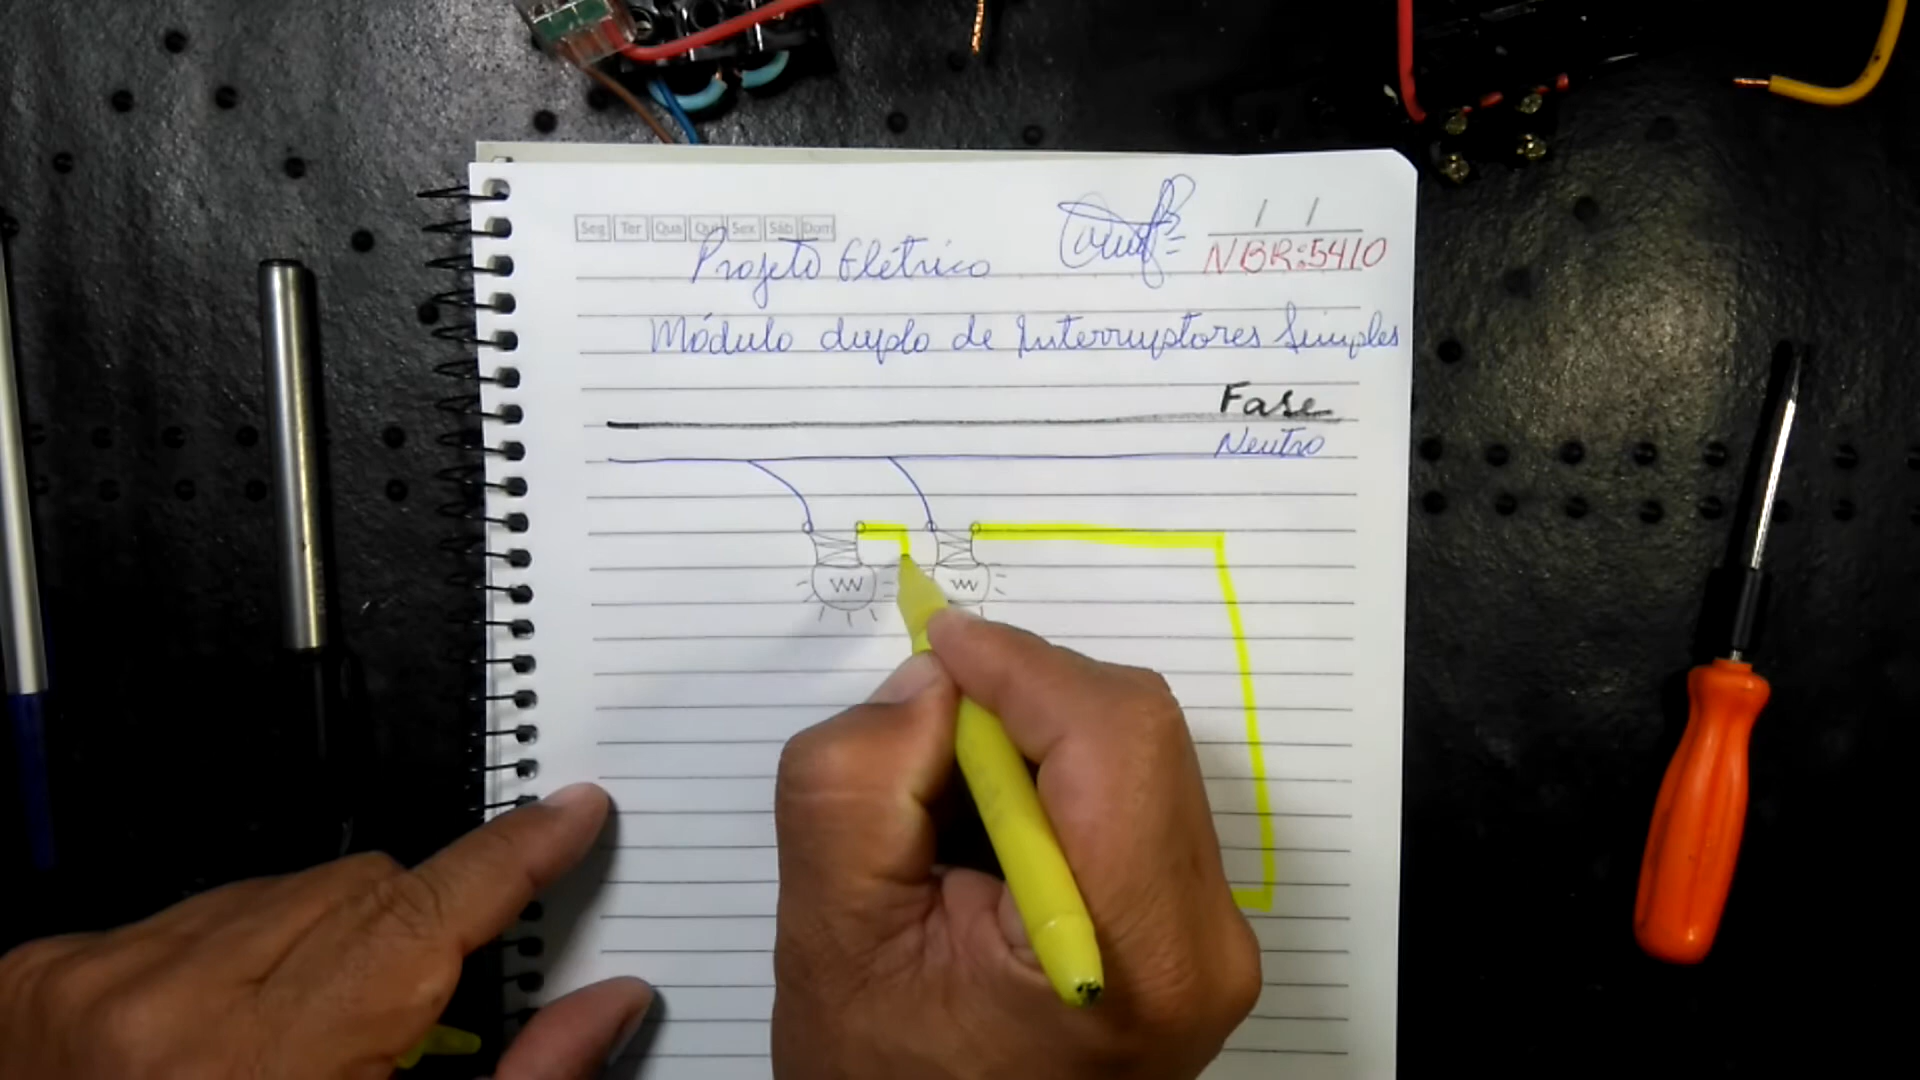 Seg Ter Qua Qui Sex Sáb Dom
Projeto Elétrico
NBR:5410
Módulo duplo de Interruptores Simples
Fase
Neutro